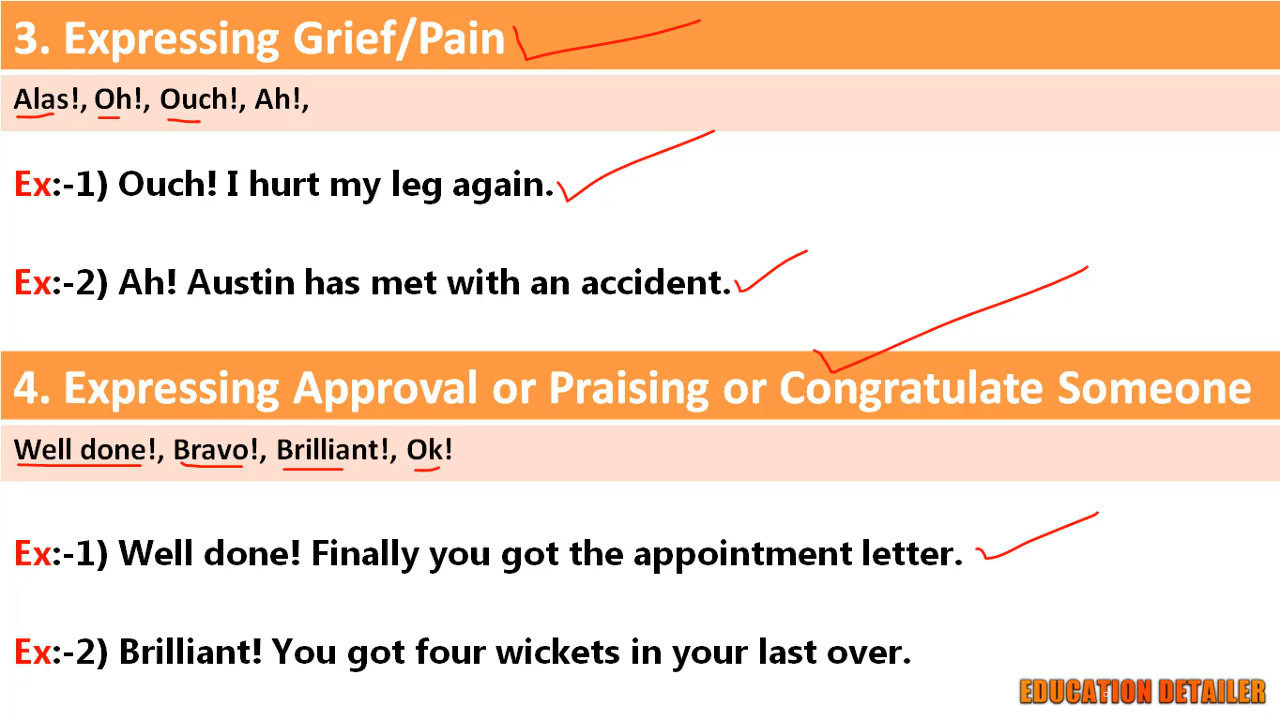 3. Expressing Grief/Pain
Alas!, Oh!, Ouch!, Ah!,
Ex:-1) Ouch! I hurt my leg again.
Ex:-2) Ah! Austin has met with an accident.
4. Expressing Approval or Praising or Congratulate Someone
Well done!, Bravo!, Brilliant!, Ok!
Ex:-1) Well done! Finally you got the appointment letter.
Ex:-2) Brilliant! You got four wickets in your last over.
EDUCATION DETAILER